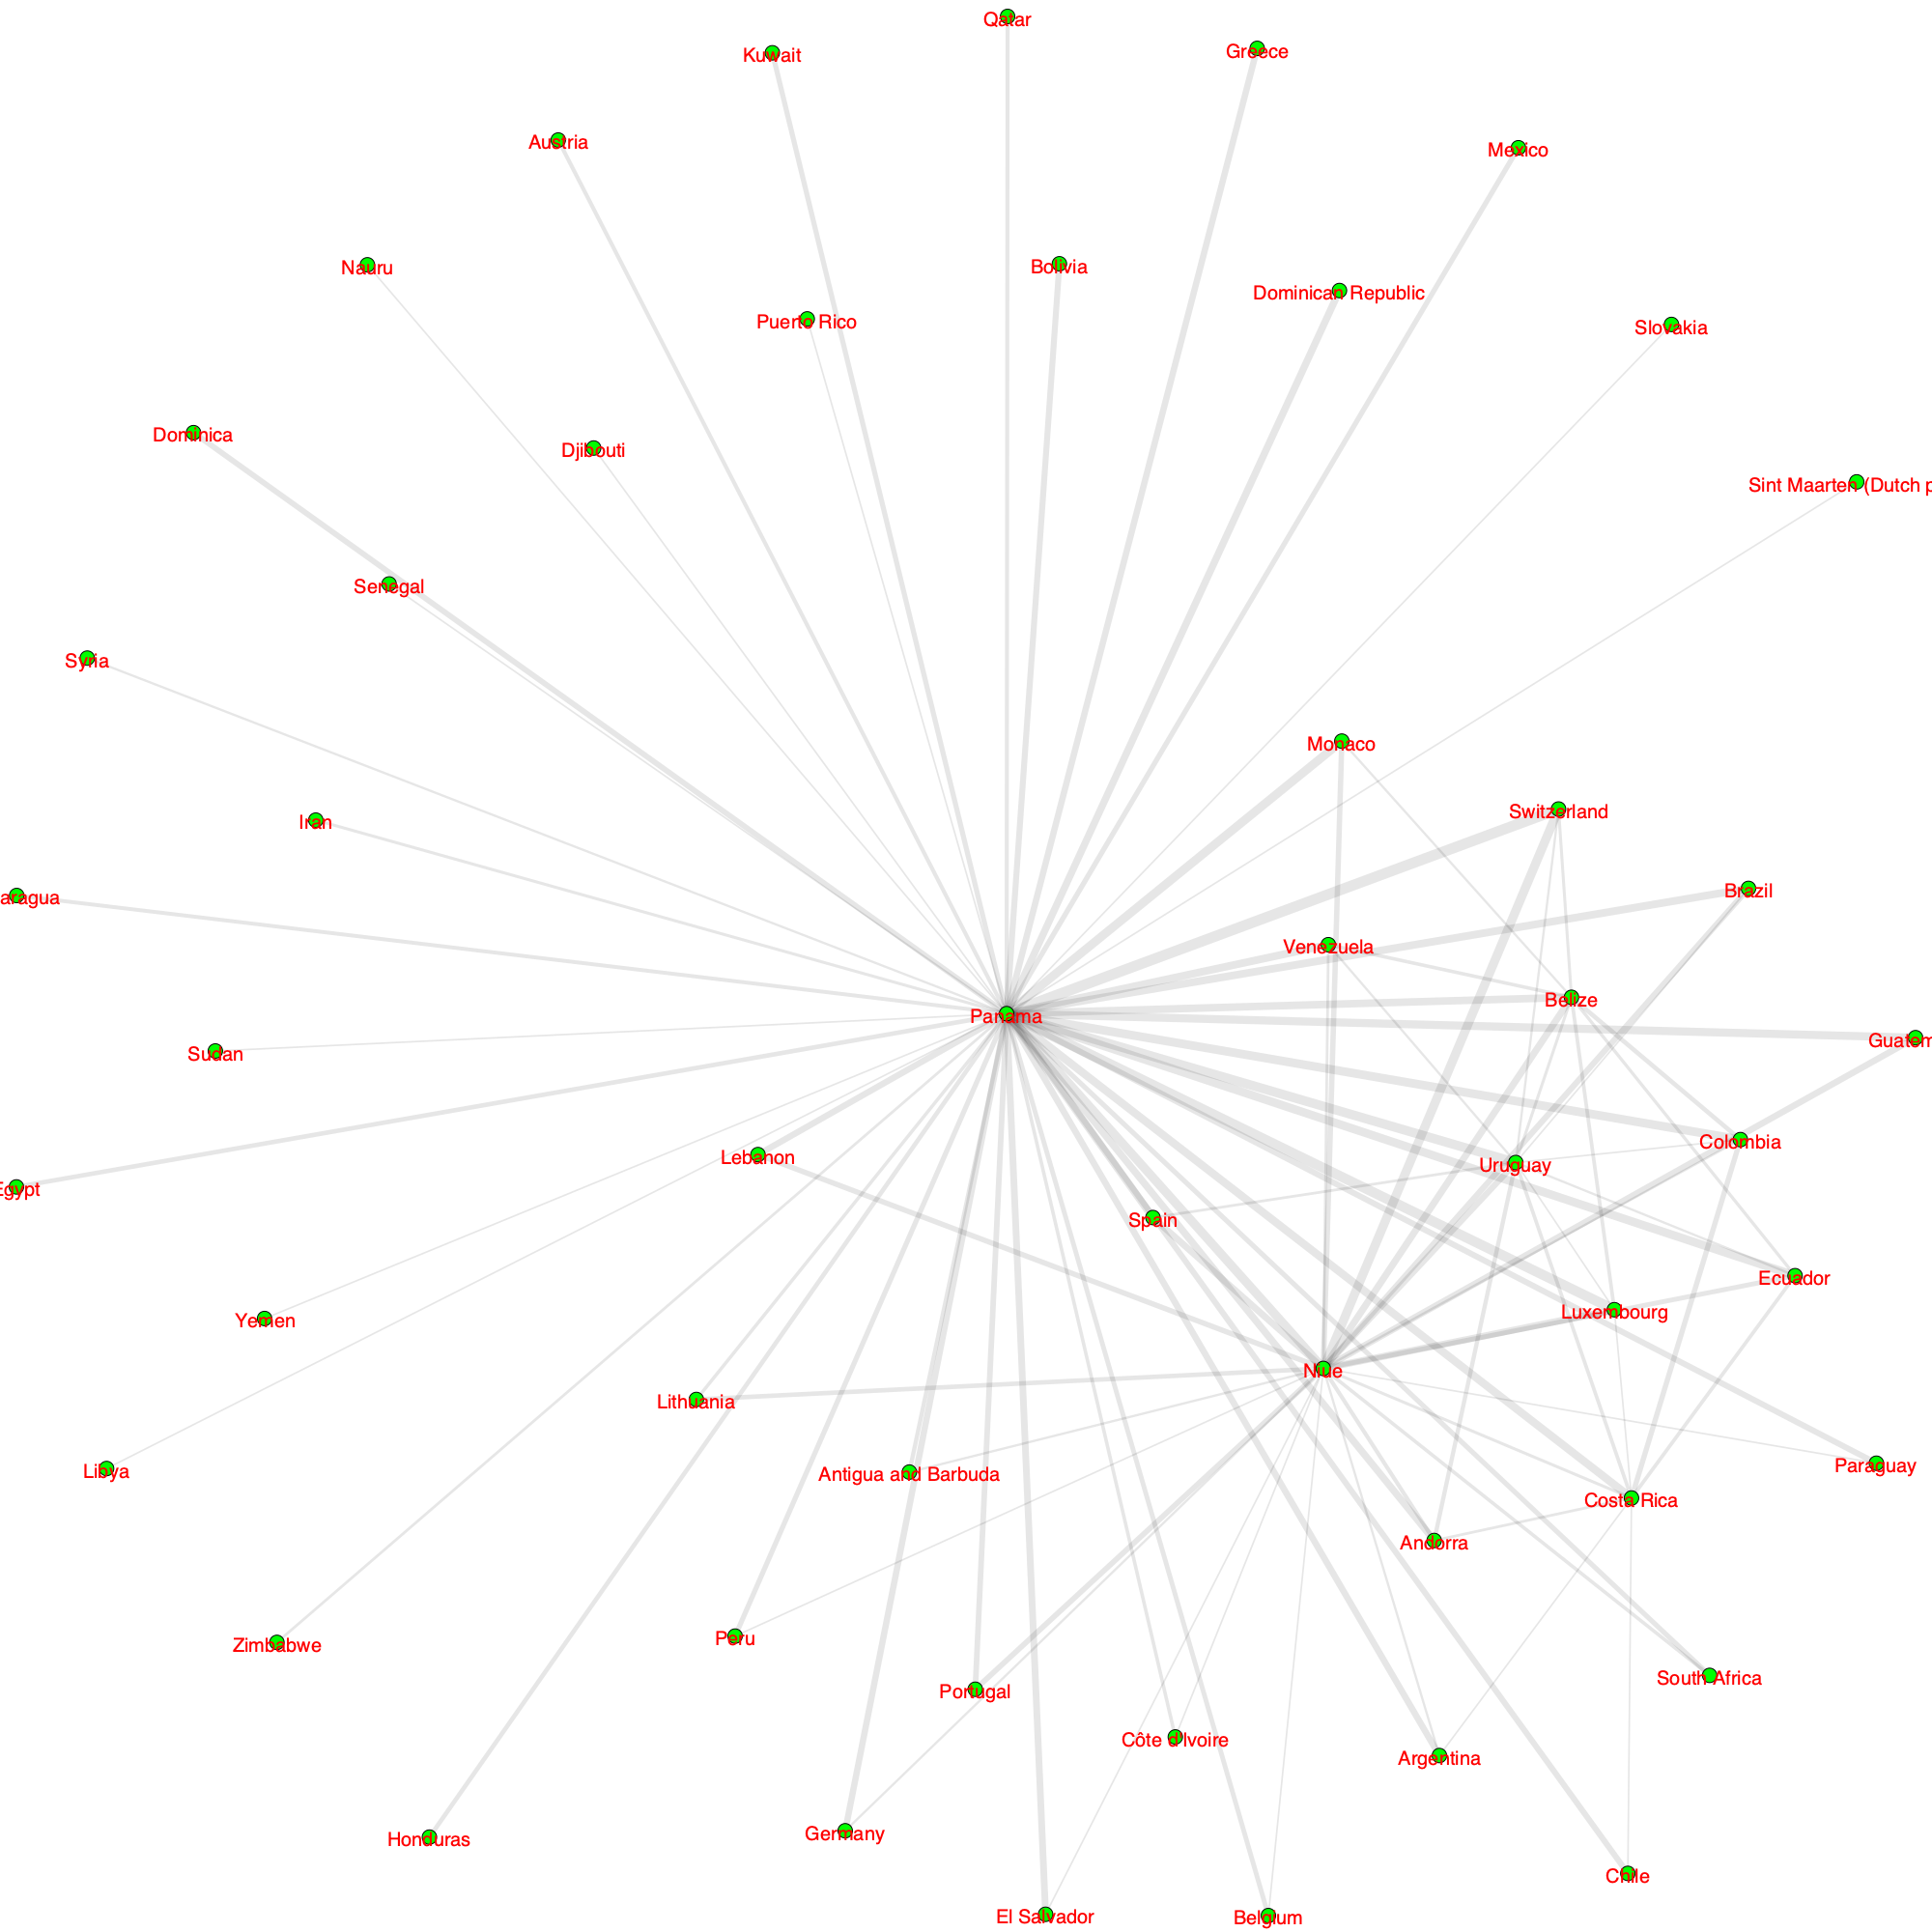 Qatar
Greece
Kuwait
Austria
Mexico
Nauru
Bolivia
Dominican Republic
Puerto Rico
Slovakia
Dominica
Djibouti
Sint Maarten (Dutch p
Senegal
Syria
Monaco
Switzerland
Iran
Brazil
aragua
Venezuela
Belize
Panama
Guatem
Sudan
Colombia
Lebanon
Uruguay
Egypt
Spain
Ecuador
Luxembourg
Yemen
Niue
Lithuania
Paraguay
Libya
Antigua and Barbuda
Costa Rica
Andorra
Peru
Zimbabwe
South Africa
Portugal
Côte d'Ivoire
Argentina
Germany
Honduras
Chile
El Salvador
Belgium